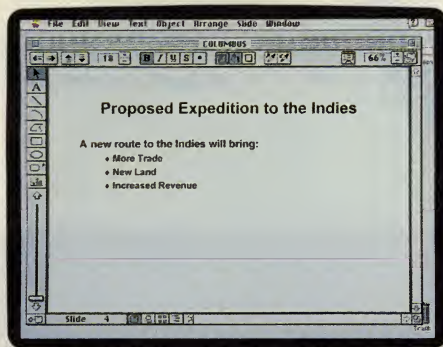 File Edit View Text Object Arrange Slide Window
COLUMBUS
18 B I U S 66%
A
Proposed Expedition to the Indies
A new route to the Indies will bring:
• More Trade
• New Land
• Increased Revenue
Slide 4
Trash